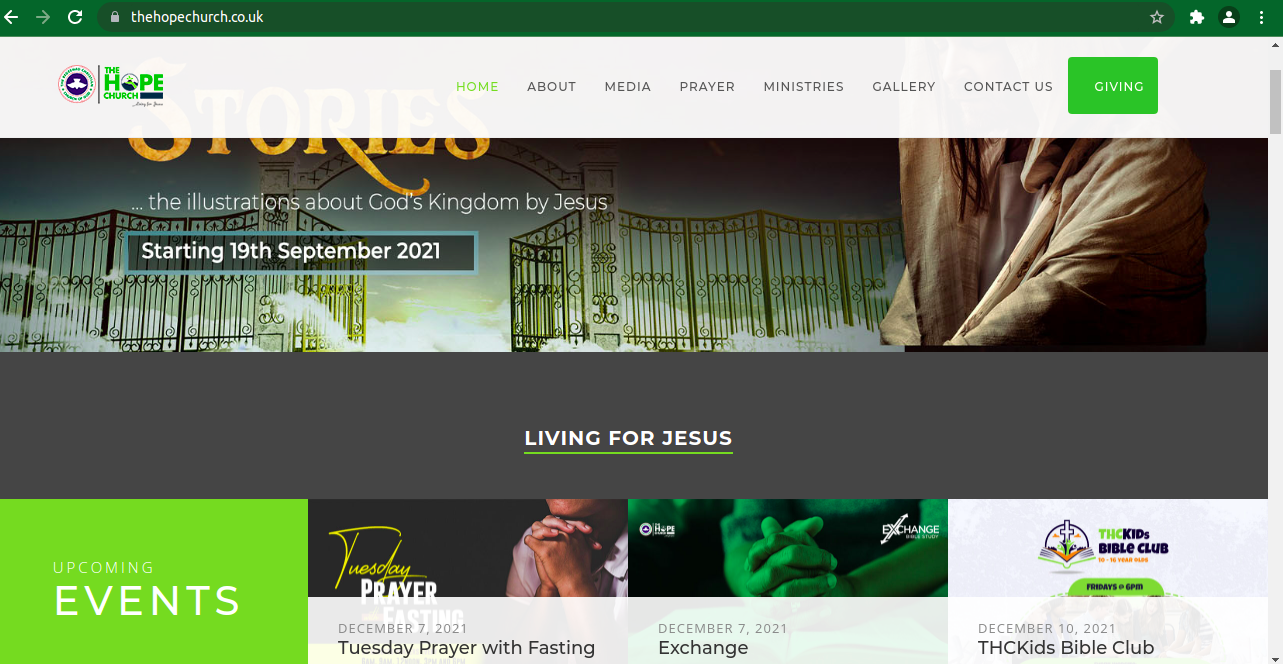 thehopechurch.co.uk
THE
HOPE
CHURCH
...Living for Jesus
HOME
ABOUT
MEDIA
PRAYER
MINISTRIES
GALLERY
CONTACT US
GIVING
STORIES
... the illustrations about God's Kingdom by Jesus
Starting 19th September 2021
LIVING FOR JESUS
UPCOMING
EVENTS
Tuesday
PRAYER
FASTING
DECEMBER 7, 2021
Tuesday Prayer with Fasting
THE
HOPE
CHURCH
EXCHANGE
BIBLE STUDY
DECEMBER 7, 2021
Exchange
THCKIDS
BIBLE CLUB
10 - 16 YEAR OLDS
FRIDAYS @ 6PM
DECEMBER 10, 2021
THCKids Bible Club